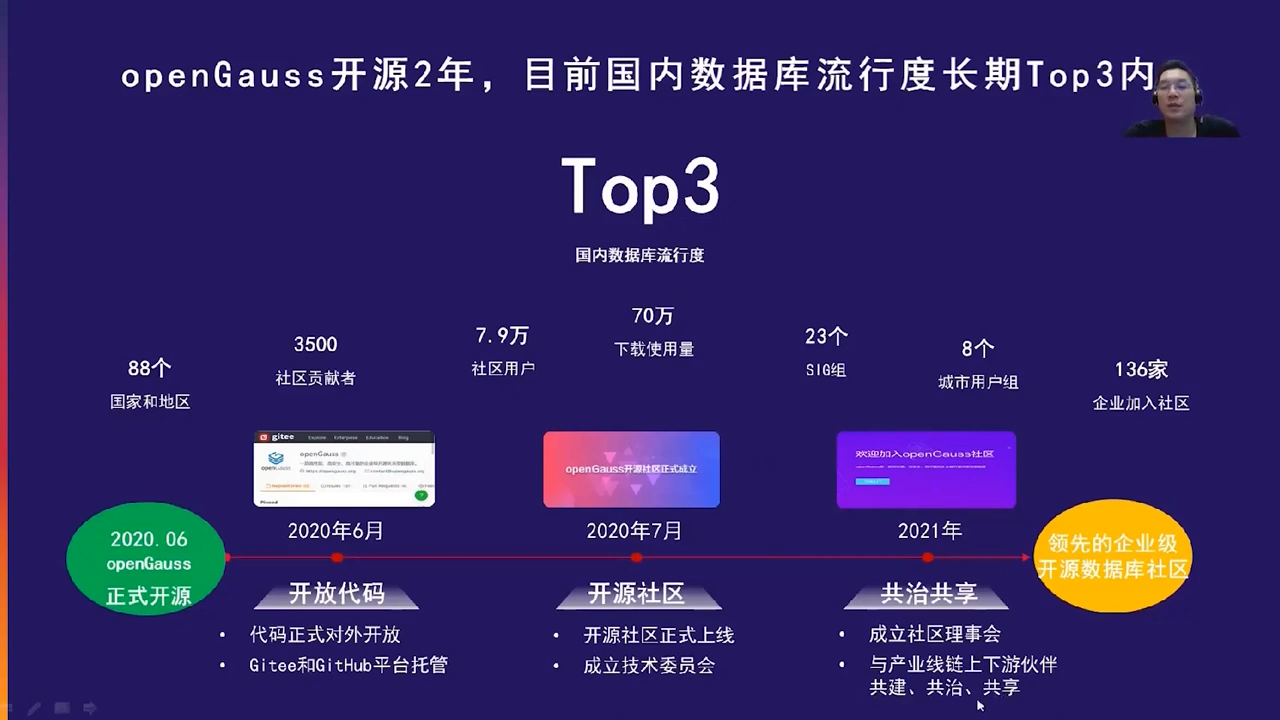 openGauss开源2年，目前国内数据库流行度长期Top3内
Top3
国内数据库流行度
70万
下载使用量
7.9万
社区用户
23个
SIG组
3500
社区贡献者
8个
城市用户组
88个
国家和地区
136家
企业加入社区
gitee Explore Enterprise Education Blog
openGauss
openGauss开源社区正式成立
欢迎加入openGauss社区
2020年6月
2020年7月
2021年
2020.06
openGauss
正式开源
领先的企业级
开源数据库社区
开放代码
• 代码正式对外开放
• Gitee和GitHub平台托管
开源社区
• 开源社区正式上线
• 成立技术委员会
共治共享
• 成立社区理事会
• 与产业线链上下游伙伴
共建、共治、共享